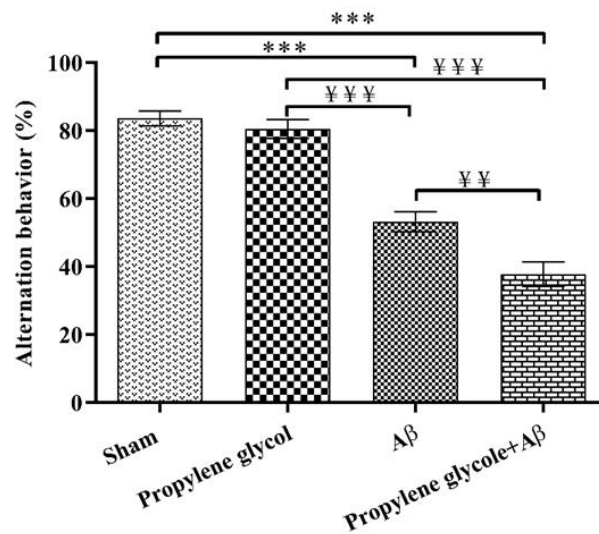 ***
***
¥ ¥ ¥
¥ ¥ ¥
¥ ¥
Alternation behavior (%)
100
80
60
40
20
0
Sham
Propylene glycol
Aβ
Propylene glycole+Aβ